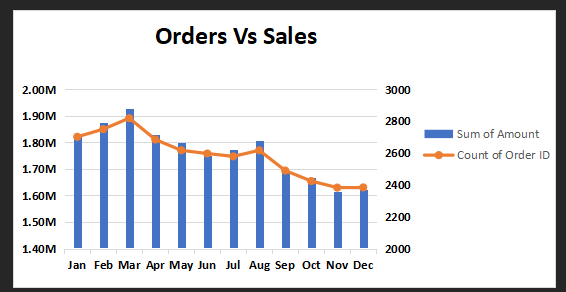 Orders Vs Sales
2.00M
1.90M
1.80M
1.70M
1.60M
1.50M
1.40M
3000
2800
2600
2400
2200
2000
Sum of Amount
Count of Order ID
Jan Feb Mar Apr May Jun Jul Aug Sep Oct Nov Dec